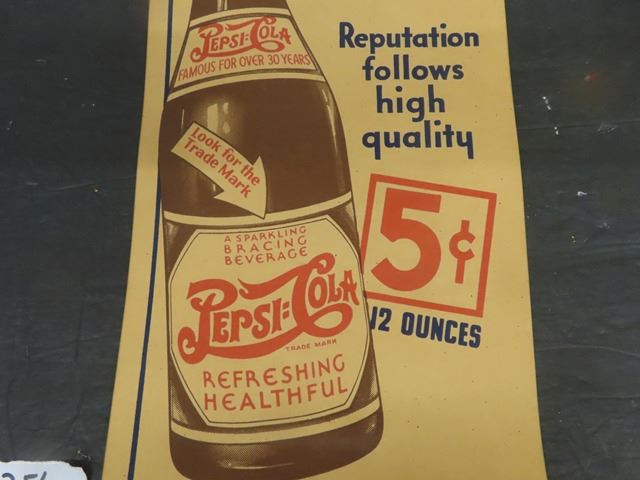 PEPSI=COLA
FAMOUS FOR OVER 30 YEARS
Reputation
follows
high
quality
Look for the
Trade Mark
5¢
12 OUNCES
A SPARKLING
BRACING
BEVERAGE
PEPSI=COLA
TRADE MARK
REFRESHING
HEALTHFUL